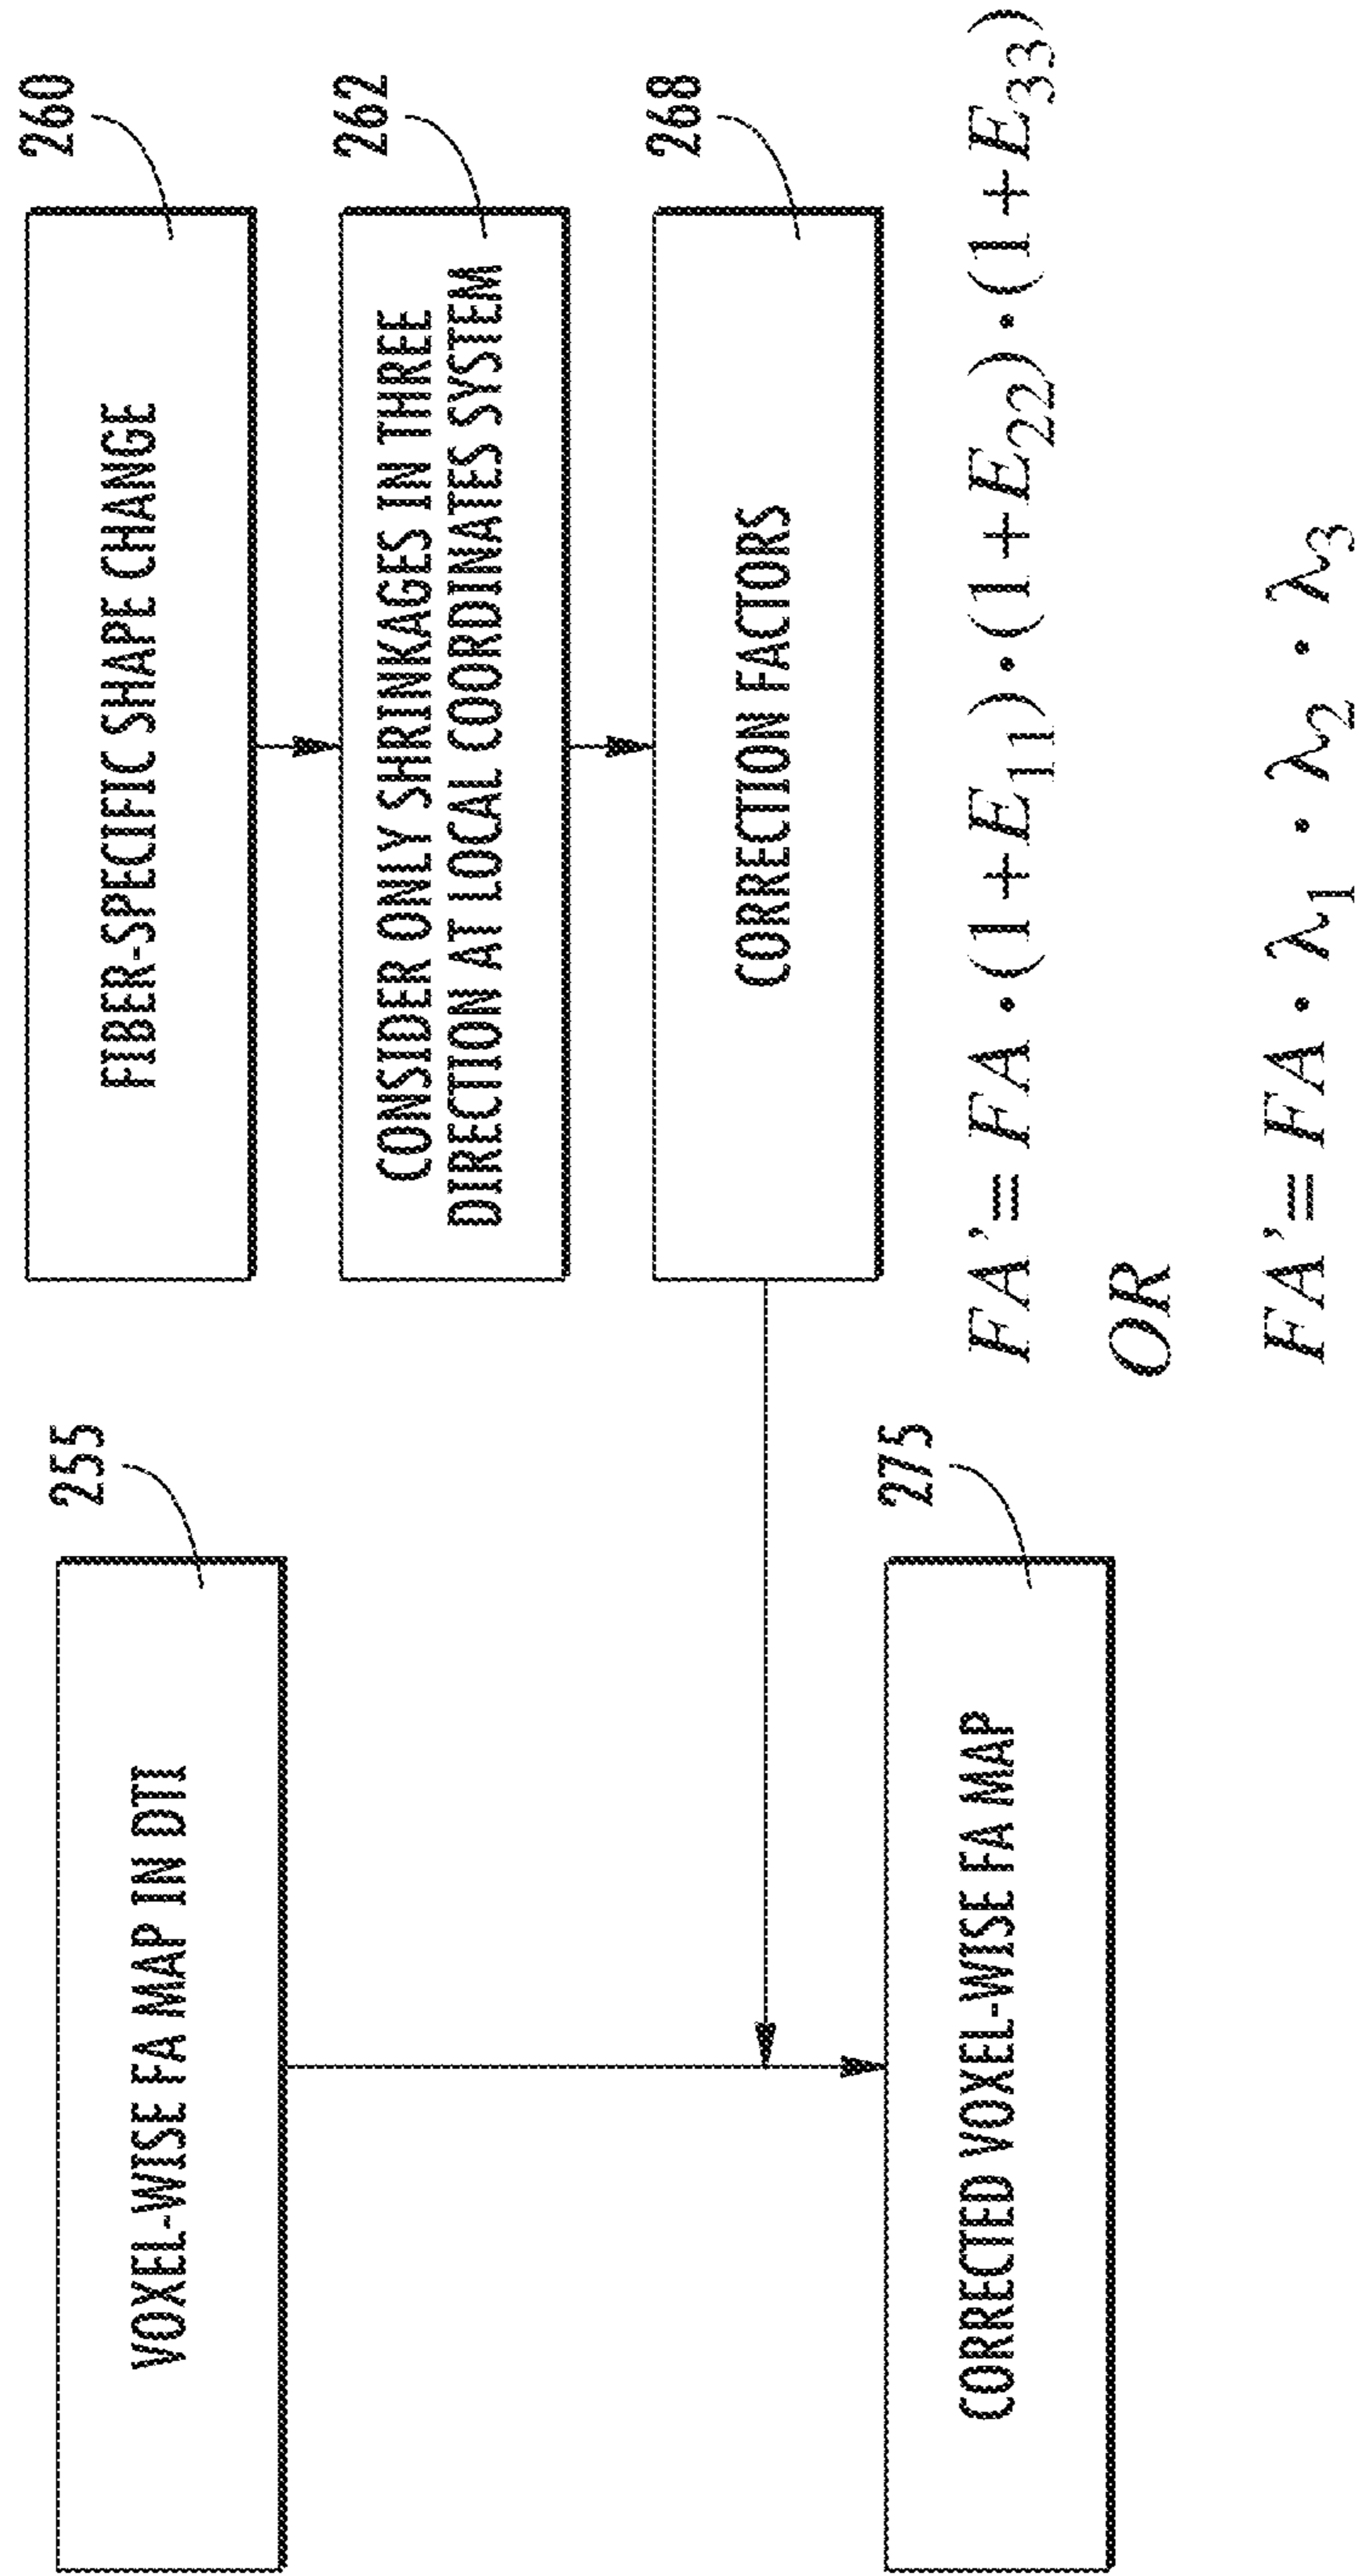 VOXEL-WISE FA MAP IN DTI
255
CORRECTED VOXEL-WISE FA MAP
275
FIBER-SPECIFIC SHAPE CHANGE
260
CONSIDER ONLY SHRINKAGES IN THREE
DIRECTION AT LOCAL COORDINATES SYSTEM
262
CORRECTION FACTORS
268
FA'= FA •(1+E₁₁)•(1+E₂₂)•(1+E₃₃)
OR
FA'= FA • λ₁ • λ₂ • λ₃